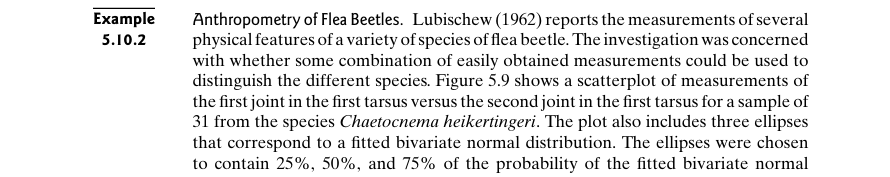 Example Anthropometry of Flea Beetles. Lubischew (1962) reports the measurements of several
5.10.2 physical features of a variety of species of flea beetle. The investigation was concerned
with whether some combination of easily obtained measurements could be used to
distinguish the different species. Figure 5.9 shows a scatterplot of measurements of
the first joint in the first tarsus versus the second joint in the first tarsus for a sample of
31 from the species Chaetocnema heikertingeri. The plot also includes three ellipses
that correspond to a fitted bivariate normal distribution. The ellipses were chosen
to contain 25%, 50%, and 75% of the probability of the fitted bivariate normal